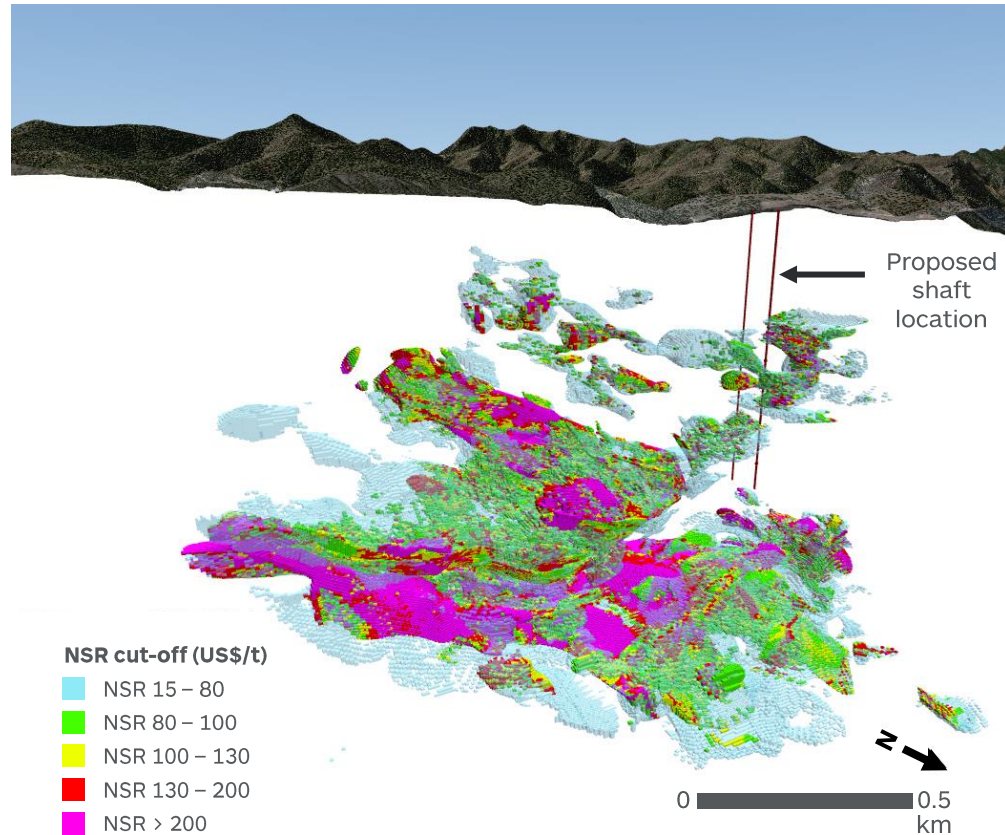 Proposed
shaft
location
NSR cut-off (US$/t)
NSR 15 – 80
NSR 80 – 100
NSR 100 – 130
NSR 130 – 200
NSR > 200
N
0 0.5
km